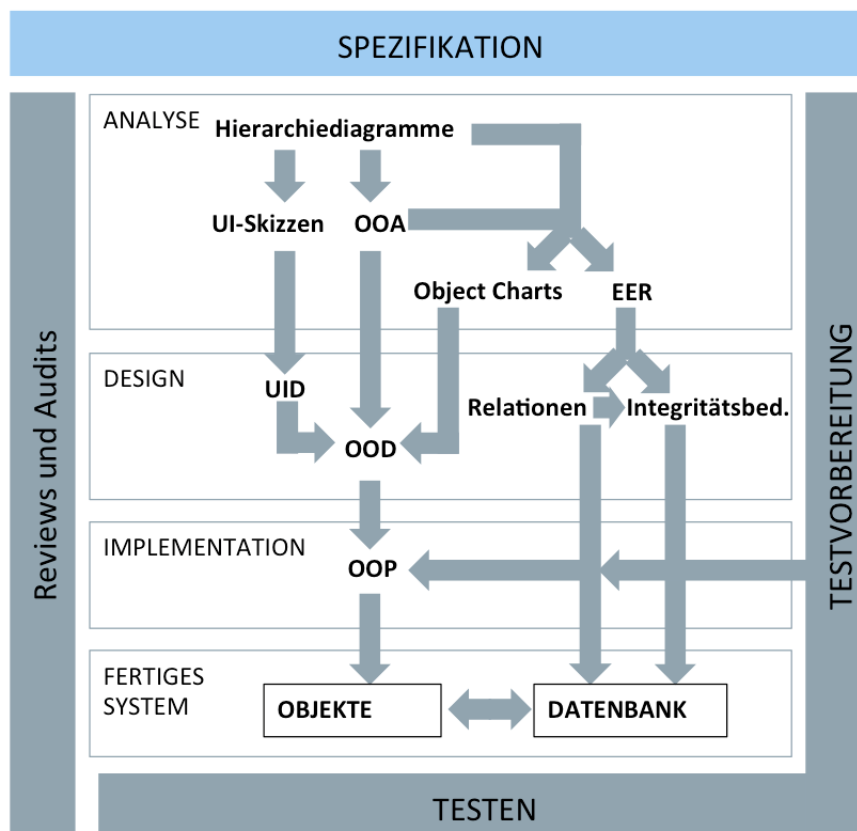 SPEZIFIKATION
Reviews und Audits
ANALYSE
Hierarchiediagramme
UI-Skizzen
OOA
Object Charts
EER
DESIGN
UID
Relationen
Integritätsbed.
OOD
IMPLEMENTATION
OOP
FERTIGES
SYSTEM
OBJEKTE
DATENBANK
TESTVORBEREITUNG
TESTEN